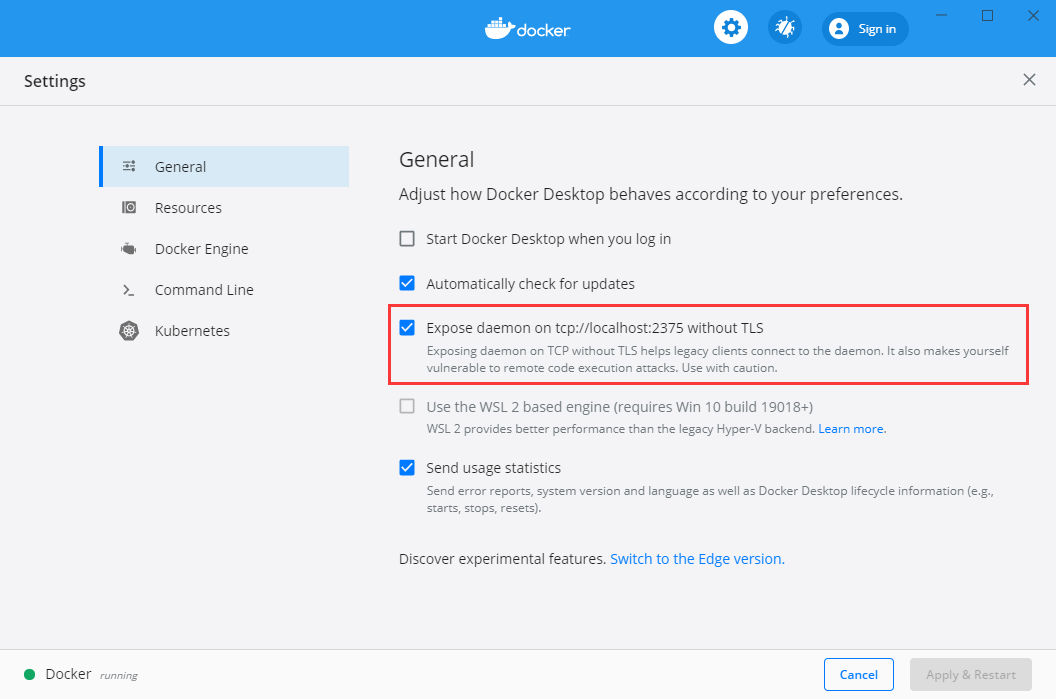 docker
Sign in
Settings
General
Resources
Docker Engine
Command Line
Kubernetes
General
Adjust how Docker Desktop behaves according to your preferences.
Start Docker Desktop when you log in
Automatically check for updates
Expose daemon on tcp://localhost:2375 without TLS
Exposing daemon on TCP without TLS helps legacy clients connect to the daemon. It also makes yourself
vulnerable to remote code execution attacks. Use with caution.
Use the WSL 2 based engine (requires Win 10 build 19018+)
WSL 2 provides better performance than the legacy Hyper-V backend. Learn more.
Send usage statistics
Send error reports, system version and language as well as Docker Desktop lifecycle information (e.g.,
starts, stops, resets).
Discover experimental features. Switch to the Edge version.
Docker running
Cancel
Apply & Restart